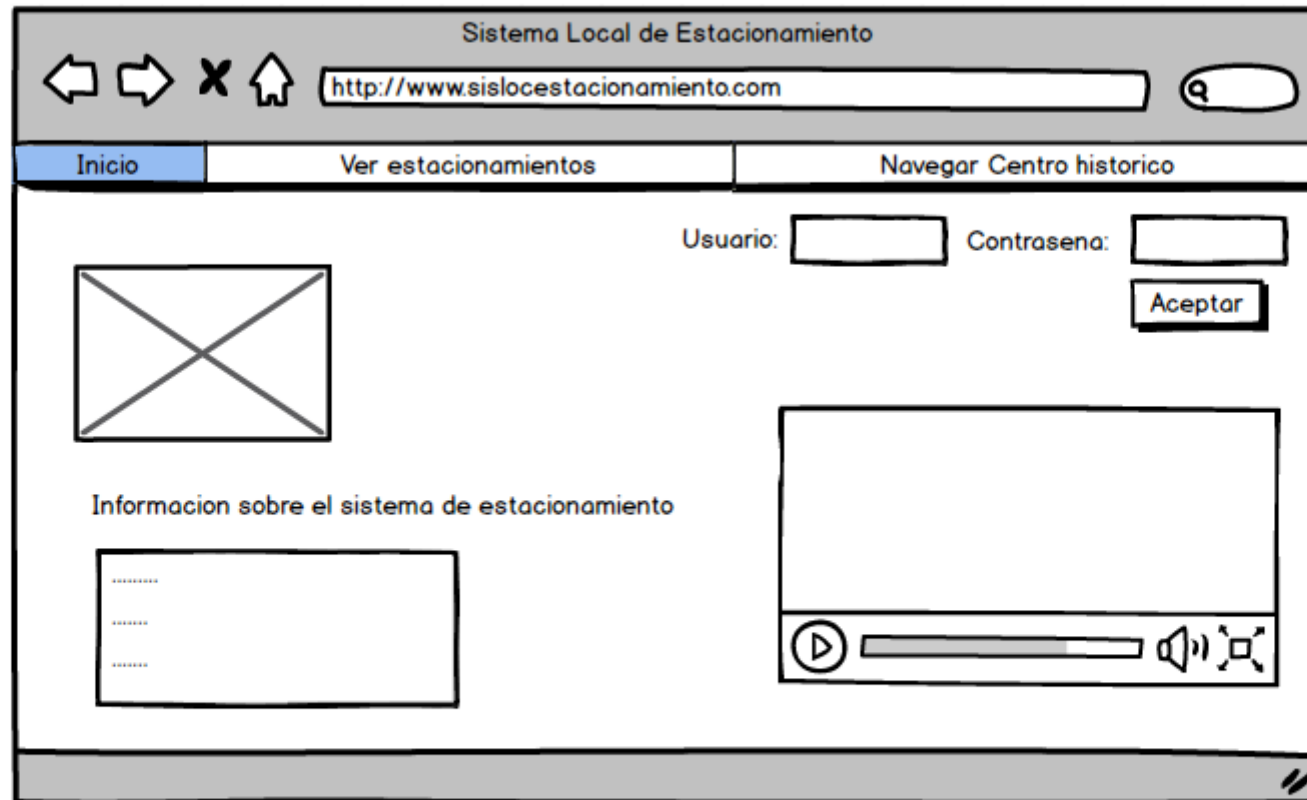 Sistema Local de Estacionamiento
http://www.sislocestacionamiento.com
Inicio Ver estacionamientos Navegar Centro historico
Usuario: Contrasena:
Aceptar
Informacion sobre el sistema de estacionamiento
.........
.......
.......